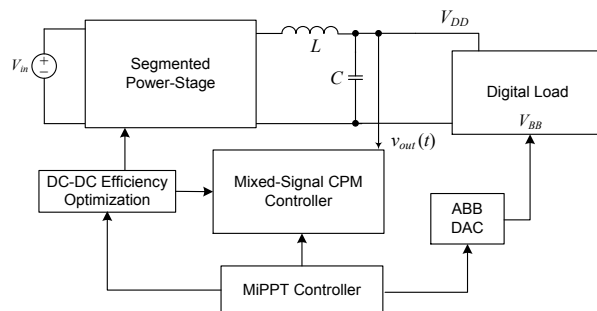 V_DD
L
V_in
Segmented
Power-Stage
C
Digital Load
V_BB
v_out(t)
DC-DC Efficiency
Optimization
Mixed-Signal CPM
Controller
ABB
DAC
MiPPT Controller